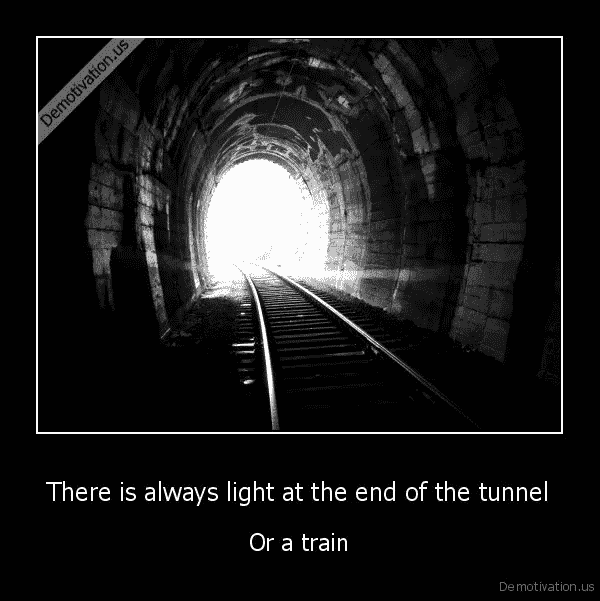 Demotivation.us
There is always light at the end of the tunnel
Or a train
Demotivation.us